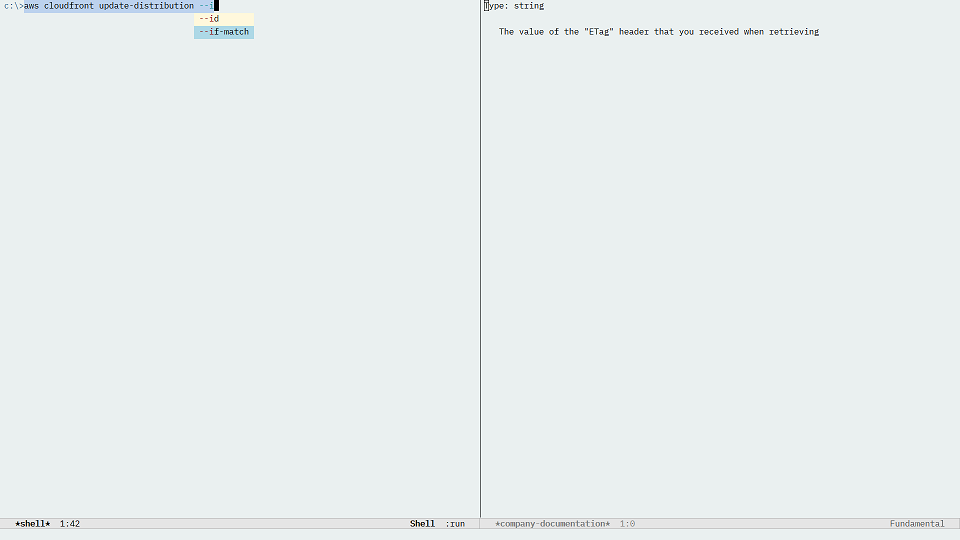 c:\>aws cloudfront update-distribution --i
--id
--if-match
Type: string
The value of the "ETag" header that you received when retrieving
*shell* 1:42 Shell :run
*company-documentation* 1:0 Fundamental